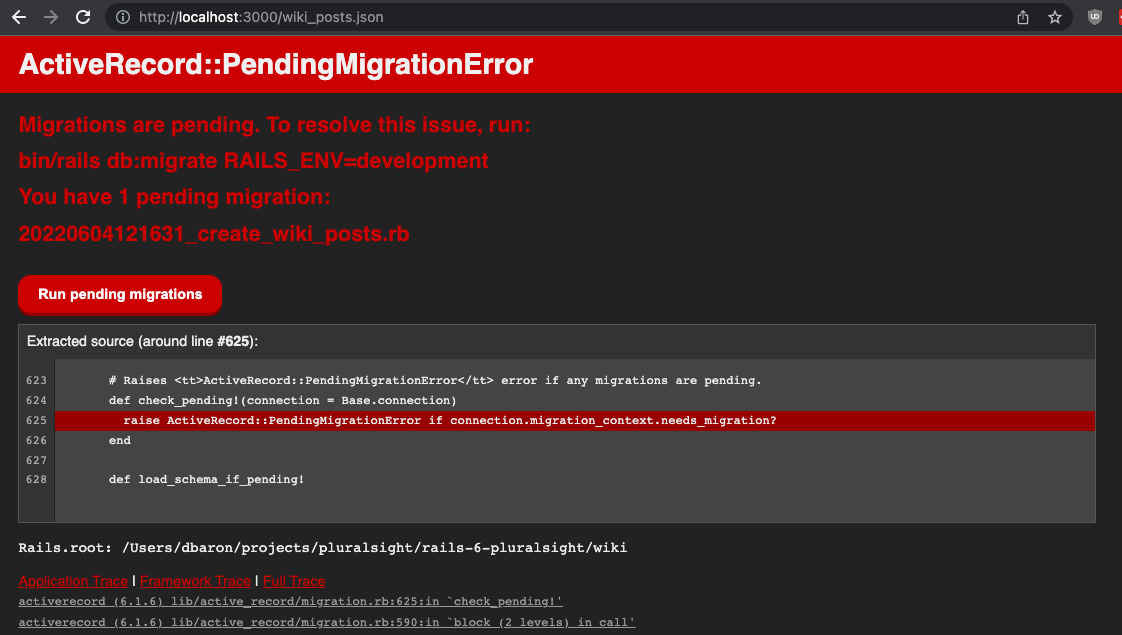 http://localhost:3000/wiki_posts.json
ActiveRecord::PendingMigrationError
Migrations are pending. To resolve this issue, run:
bin/rails db:migrate RAILS_ENV=development
You have 1 pending migration:
20220604121631_create_wiki_posts.rb
Run pending migrations
Extracted source (around line #625):
623 # Raises <tt>ActiveRecord::PendingMigrationError</tt> error if any migrations are pending.
624 def check_pending!(connection = Base.connection)
625 raise ActiveRecord::PendingMigrationError if connection.migration_context.needs_migration?
626 end
627
628 def load_schema_if_pending!
Rails.root: /Users/dbaron/projects/pluralsight/rails-6-pluralsight/wiki
Application Trace | Framework Trace | Full Trace
activerecord (6.1.6) lib/active_record/migration.rb:625:in `check_pending!'
activerecord (6.1.6) lib/active_record/migration.rb:590:in `block (2 levels) in call'